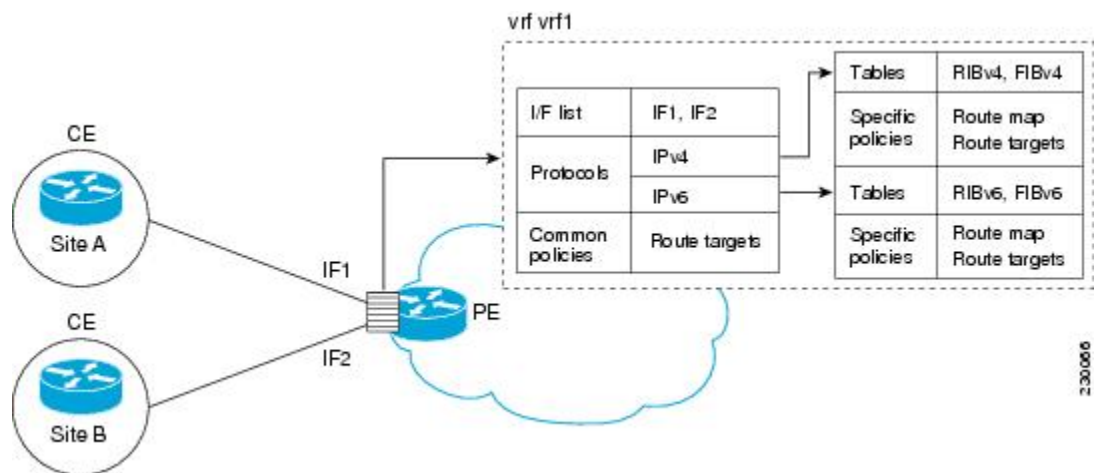 vrf vrf1
I/F list
IF1, IF2
Protocols
IPv4
IPv6
Common
policies
Route targets
Tables
RIBv4, FIBv4
Specific
policies
Route map
Route targets
Tables
RIBv6, FIBv6
Specific
policies
Route map
Route targets
CE
Site A
IF1
CE
Site B
IF2
PE
230066